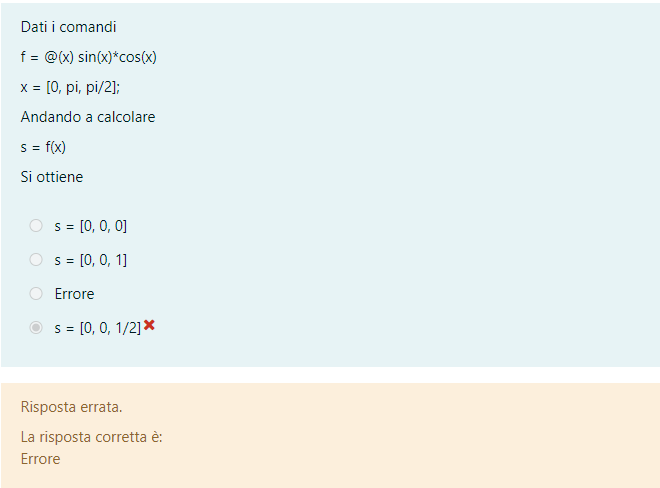 Dati i comandi
f = @(x) sin(x)*cos(x)
x = [0, pi, pi/2];
Andando a calcolare
s = f(x)
Si ottiene
s = [0, 0, 0]
s = [0, 0, 1]
Errore
s = [0, 0, 1/2]
Risposta errata.
La risposta corretta è:
Errore